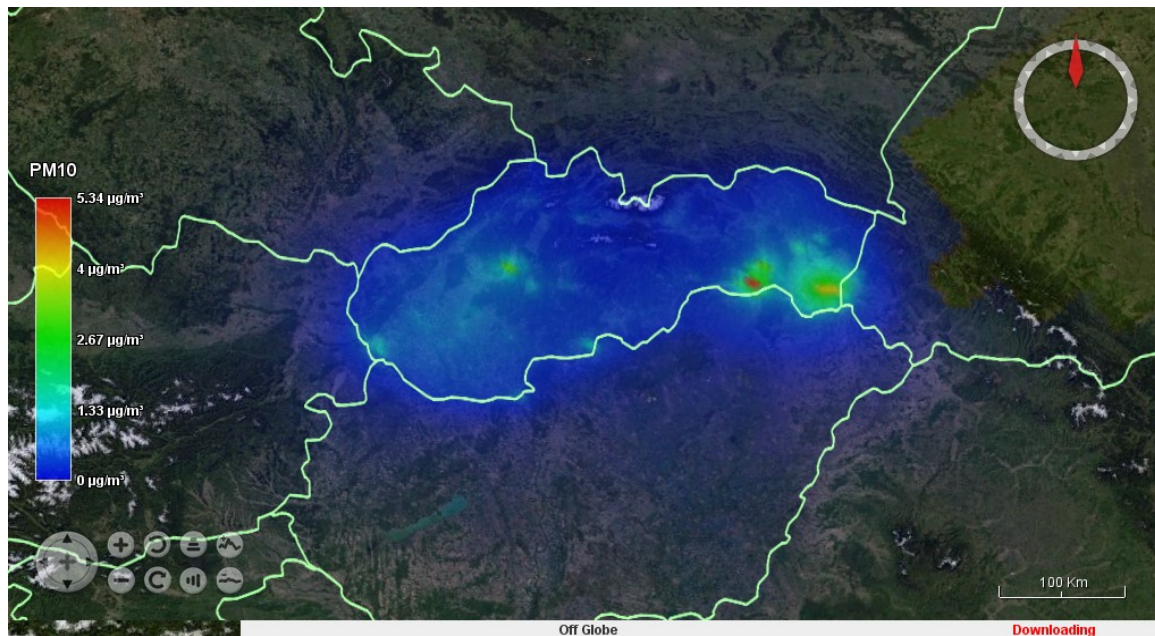 PM10
5.34 µg/m³
4 µg/m³
2.67 µg/m³
1.33 µg/m³
0 µg/m³
100 Km
Off Globe
Downloading